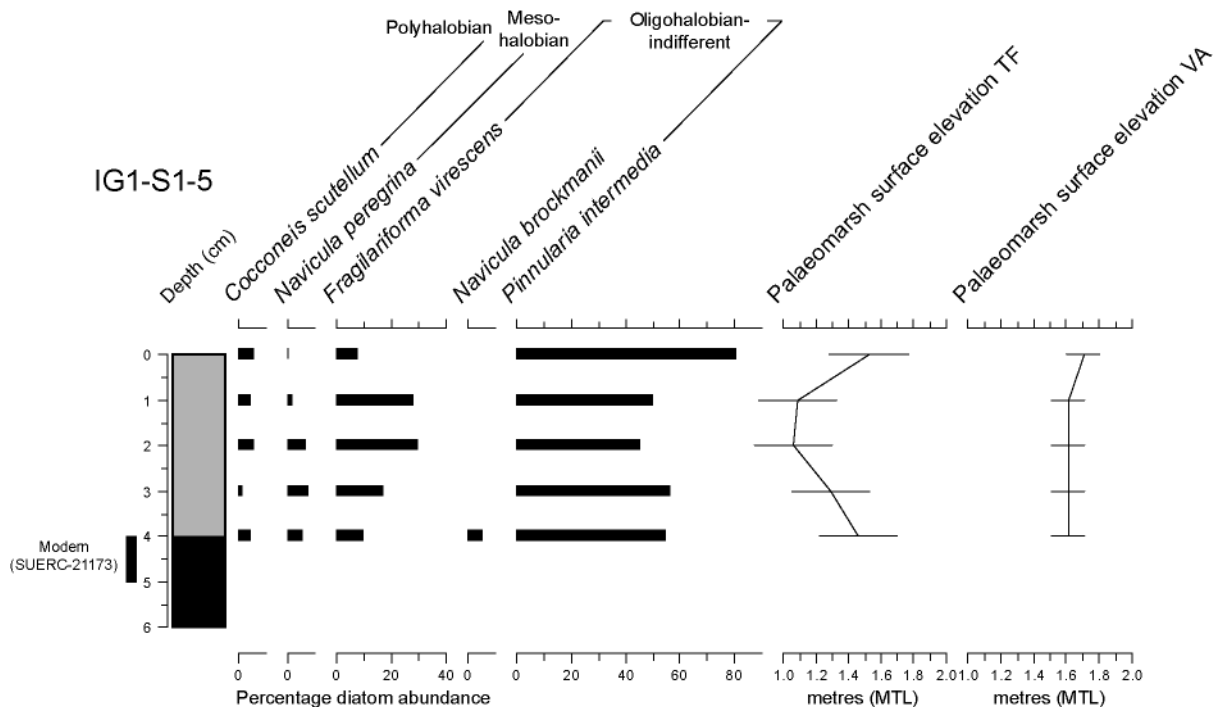 Polyhalobian
Meso-
halobian
Oligohalobian-
indifferent
IG1-S1-5
Depth (cm)
Cocconeis scutellum
Navicula peregrina
Fragilariforma virescens
Navicula brockmanii
Pinnularia intermedia
Palaeomarsh surface elevation TF
Palaeomarsh surface elevation VA
0
1
2
3
4
5
6
Modern
(SUERC-21173)
0 0 0 20 40 0 0 20 40 60 80 1.0 1.2 1.4 1.6 1.8 2.0 1.0 1.2 1.4 1.6 1.8 2.0
Percentage diatom abundance
metres (MTL)
metres (MTL)